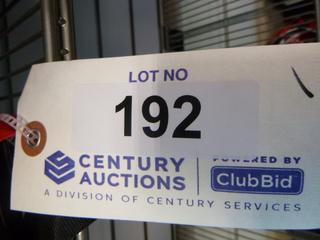 LOT NO
192
CENTURY
AUCTIONS
POWERED BY
ClubBid
A DIVISION OF CENTURY SERVICES